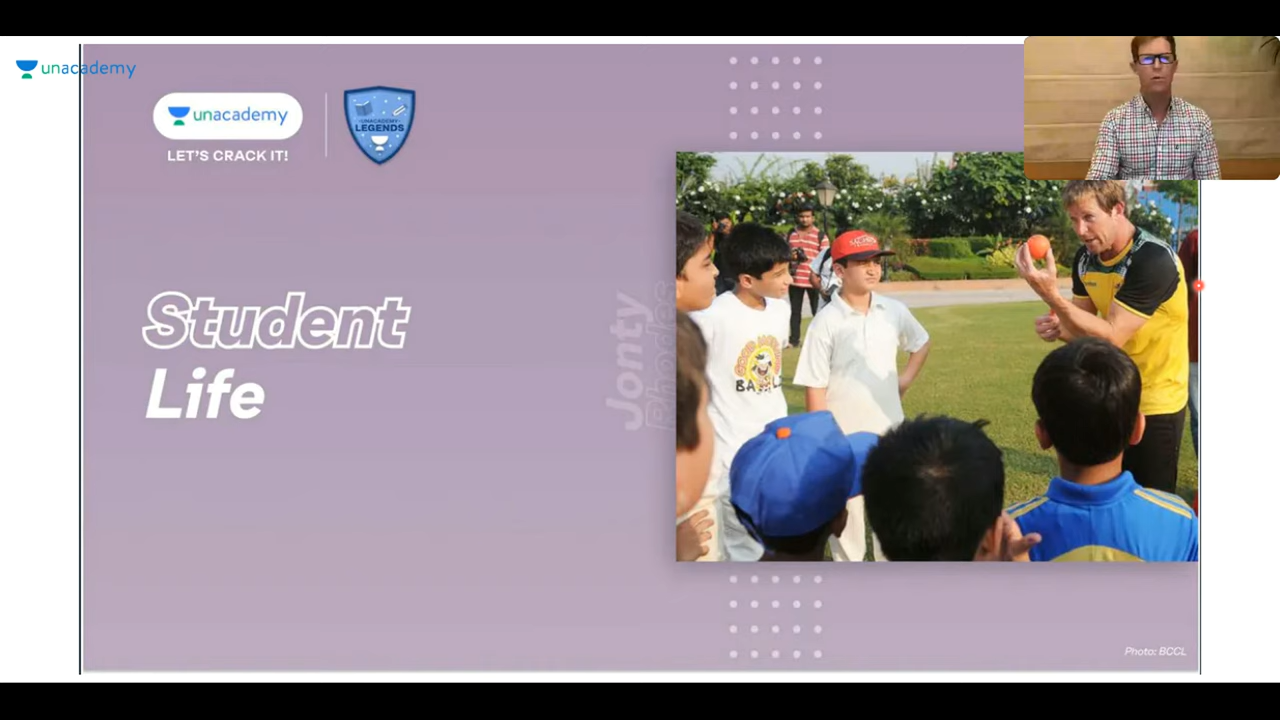 unacademy
unacademy
LET'S CRACK IT!
UNACADEMY
LEGENDS
Student
Life
Jonty
Rhodes
Photo: BCCL